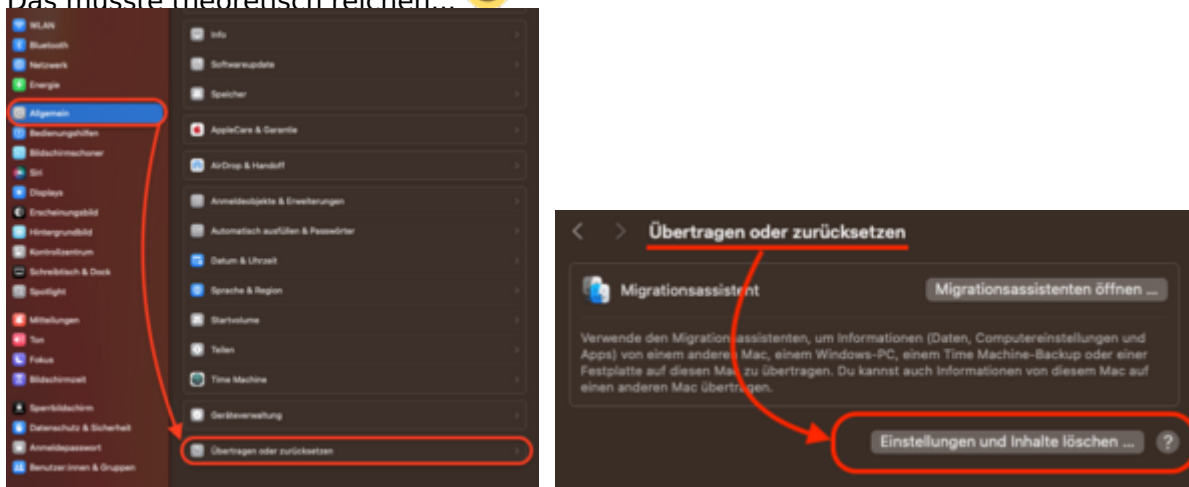 Das müsste theoretisch reichen...
WLAN
Bluetooth
Netzwerk
Energie
Allgemein
Bedienungshilfen
Bildschirmschoner
Siri
Displays
Erscheinungsbild
Hintergrundbild
Kontrollzentrum
Schreibtisch & Dock
Spotlight
Mitteilungen
Ton
Fokus
Bildschirmzeit
Sperrbildschirm
Datenschutz & Sicherheit
Anmeldepasswort
Benutzer:innen & Gruppen
Info
Softwareupdate
Speicher
AppleCare & Garantie
AirDrop & Handoff
Anmeldeobjekte & Erweiterungen
Automatisch ausfüllen & Passwörter
Datum & Uhrzeit
Sprache & Region
Startvolume
Teilen
Time Machine
Geräteverwaltung
Übertragen oder zurücksetzen
Übertragen oder zurücksetzen
Migrationsassistent
Migrationsassistenten öffnen ...
Verwende den Migrationsassistenten, um Informationen (Daten, Computereinstellungen und
Apps) von einem anderen Mac, einem Windows-PC, einem Time Machine-Backup oder einer
Festplatte auf diesen Mac zu übertragen. Du kannst auch Informationen von diesem Mac auf
einen anderen Mac übertragen.
Einstellungen und Inhalte löschen ...
?